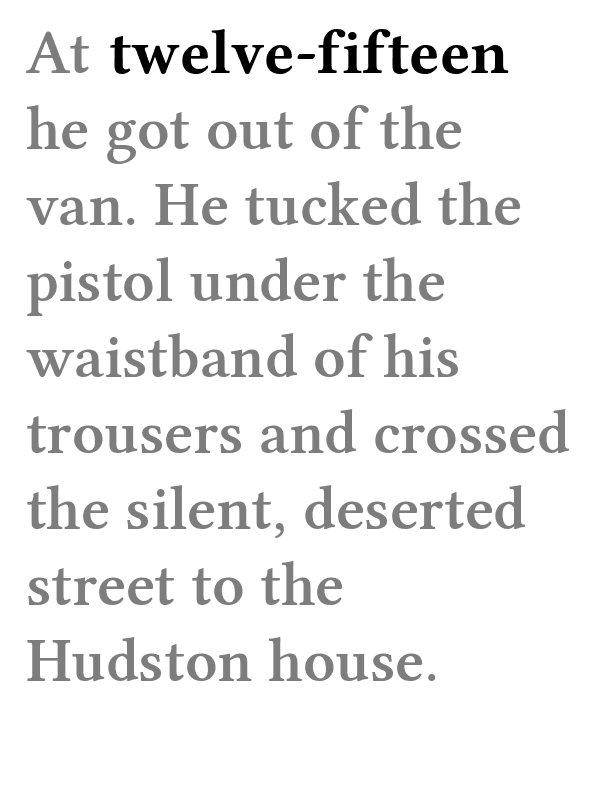 At twelve-fifteen
he got out of the
van. He tucked the
pistol under the
waistband of his
trousers and crossed
the silent, deserted
street to the
Hudston house.